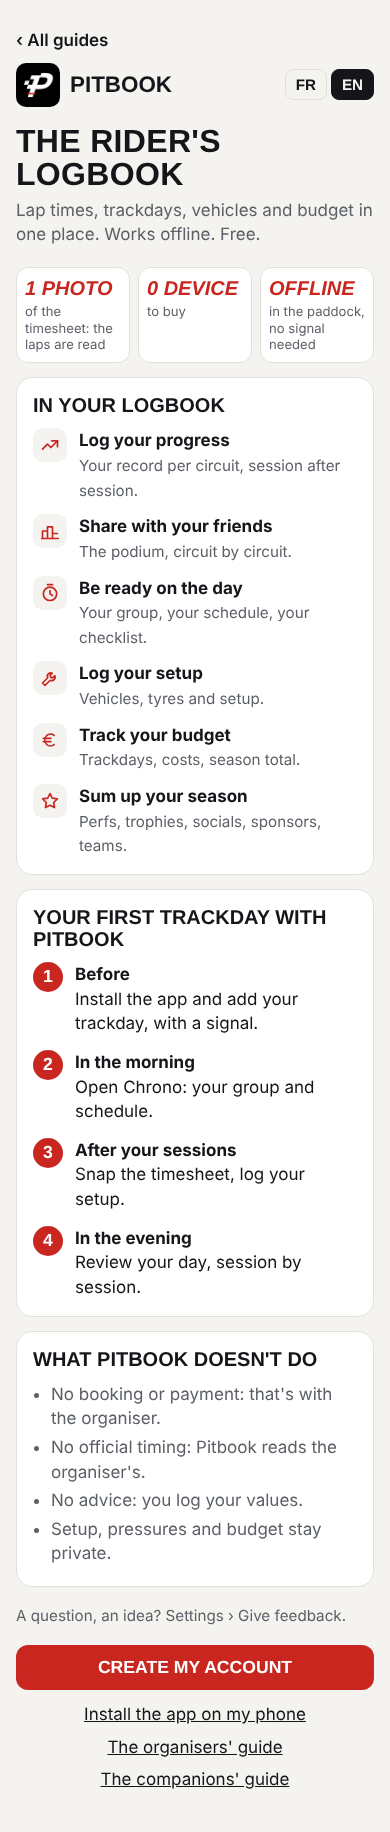 ‹ All guides
PITBOOK
FR
EN
THE RIDER'S
LOGBOOK
Lap times, trackdays, vehicles and budget in
one place. Works offline. Free.
1 PHOTO
of the
timesheet: the
laps are read
0 DEVICE
to buy
OFFLINE
in the paddock,
no signal
needed
IN YOUR LOGBOOK
Log your progress
Your record per circuit, session after
session.
Share with your friends
The podium, circuit by circuit.
Be ready on the day
Your group, your schedule, your
checklist.
Log your setup
Vehicles, tyres and setup.
Track your budget
Trackdays, costs, season total.
Sum up your season
Perfs, trophies, socials, sponsors,
teams.
YOUR FIRST TRACKDAY WITH
PITBOOK
1
Before
Install the app and add your
trackday, with a signal.
2
In the morning
Open Chrono: your group and
schedule.
3
After your sessions
Snap the timesheet, log your
setup.
4
In the evening
Review your day, session by
session.
WHAT PITBOOK DOESN'T DO
• No booking or payment: that's with
the organiser.
• No official timing: Pitbook reads the
organiser's.
• No advice: you log your values.
• Setup, pressures and budget stay
private.
A question, an idea? Settings › Give feedback.
CREATE MY ACCOUNT
Install the app on my phone
The organisers' guide
The companions' guide